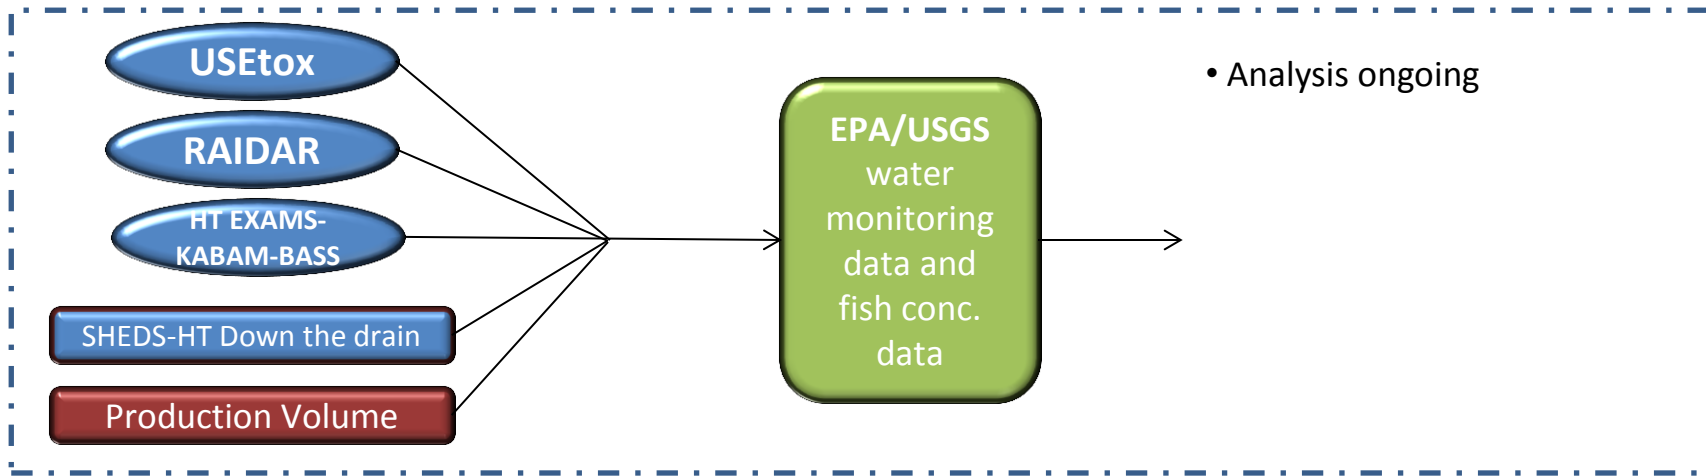 USEtox
RAIDAR
HT EXAMS-
KABAM-BASS
SHEDS-HT Down the drain
Production Volume
EPA/USGS
water
monitoring
data and
fish conc.
data
• Analysis ongoing